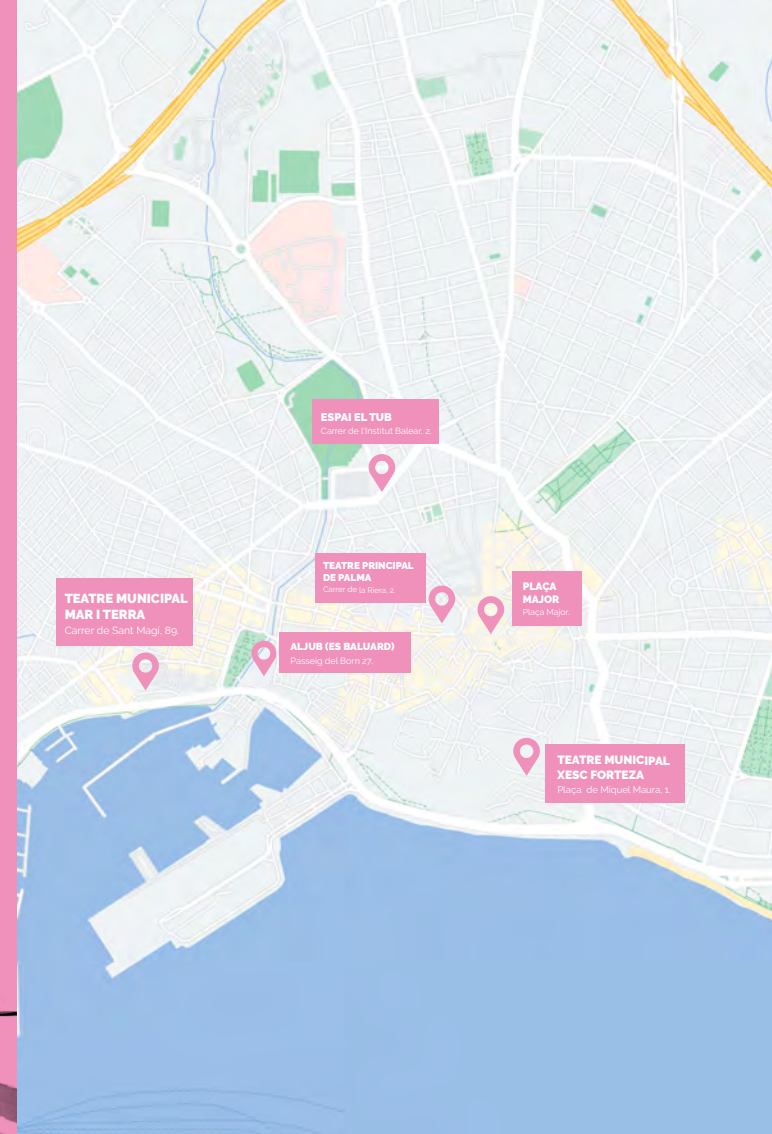 ESPAI EL TUB
Carrer de l'Institut Balear. 2.
TEATRE PRINCIPAL
DE PALMA
Carrer de la Riera, 2.
PLAÇA
MAJOR
Plaça Major.
TEATRE MUNICIPAL
MAR I TERRA
Carrer de Sant Magí, 89.
ALJUB (ES BALUARD)
Passeig del Born 27.
TEATRE MUNICIPAL
XESC FORTEZA
Plaça de Miquel Maura, 1.